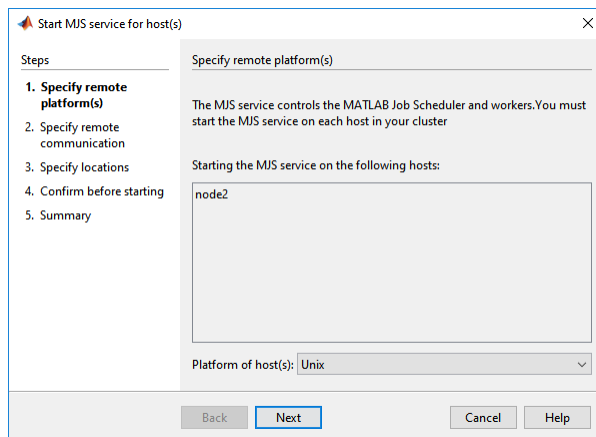 Start MJS service for host(s)
Steps
1. Specify remote
platform(s)
2. Specify remote
communication
3. Specify locations
4. Confirm before starting
5. Summary
Specify remote platform(s)
The MJS service controls the MATLAB Job Scheduler and workers.You must
start the MJS service on each host in your cluster
Starting the MJS service on the following hosts:
node2
Platform of host(s): Unix
Back Next Cancel Help